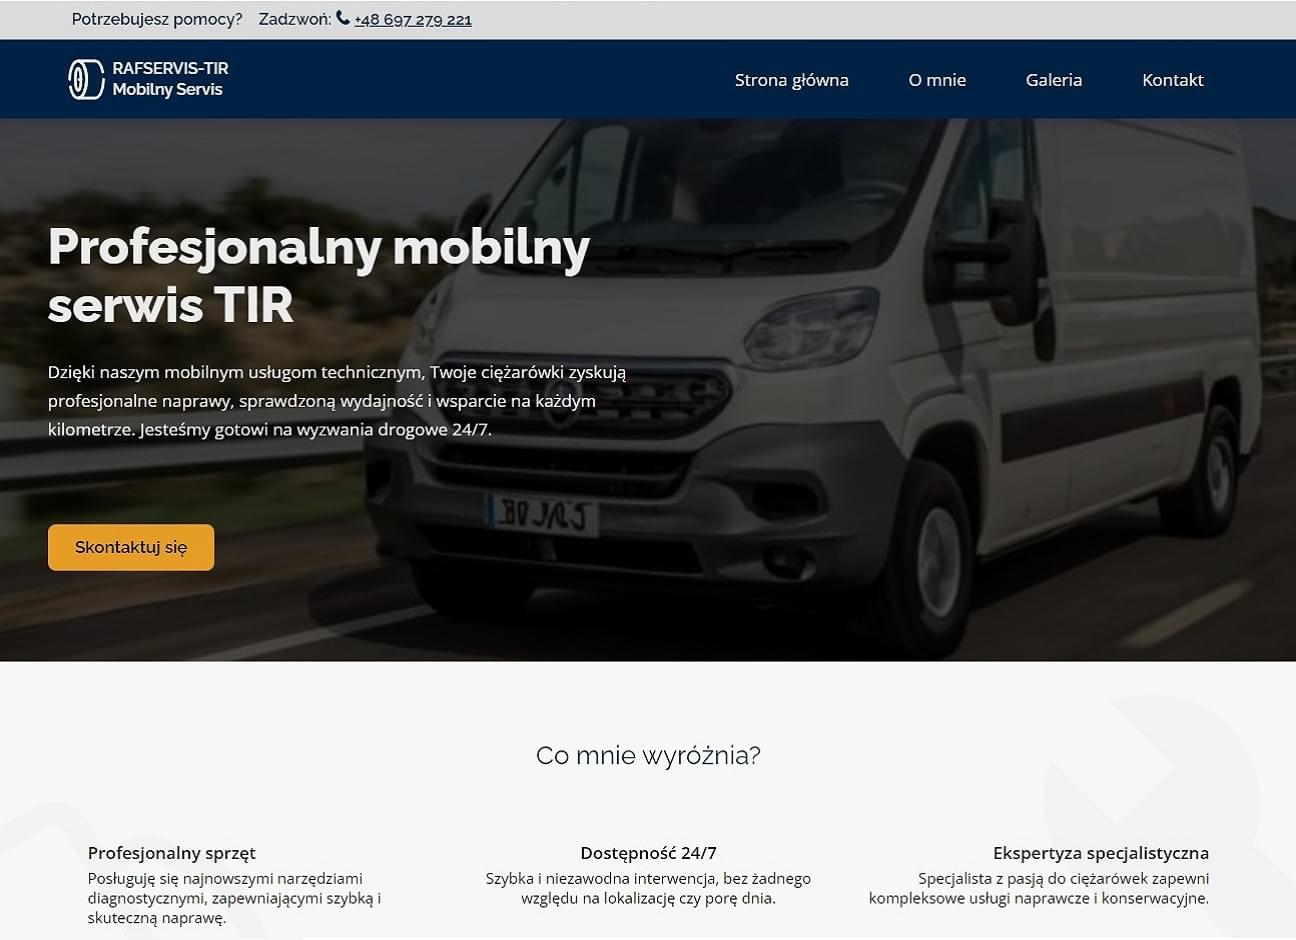 Potrzebujesz pomocy? Zadzwoń: +48 697 279 221
RAFSERVIS-TIR
Mobilny Servis
Strona główna O mnie Galeria Kontakt
Profesjonalny mobilny
serwis TIR
Dzięki naszym mobilnym usługom technicznym, Twoje ciężarówki zyskują
profesjonalne naprawy, sprawdzoną wydajność i wsparcie na każdym
kilometrze. Jesteśmy gotowi na wyzwania drogowe 24/7.
Skontaktuj się
Co mnie wyróżnia?
Profesjonalny sprzęt
Posługuję się najnowszymi narzędziami
diagnostycznymi, zapewniającymi szybką i
skuteczną naprawę.
Dostępność 24/7
Szybka i niezawodna interwencja, bez żadnego
względu na lokalizację czy porę dnia.
Ekspertyza specjalistyczna
Specjalista z pasją do ciężarówek zapewni
kompleksowe usługi naprawcze i konserwacyjne.